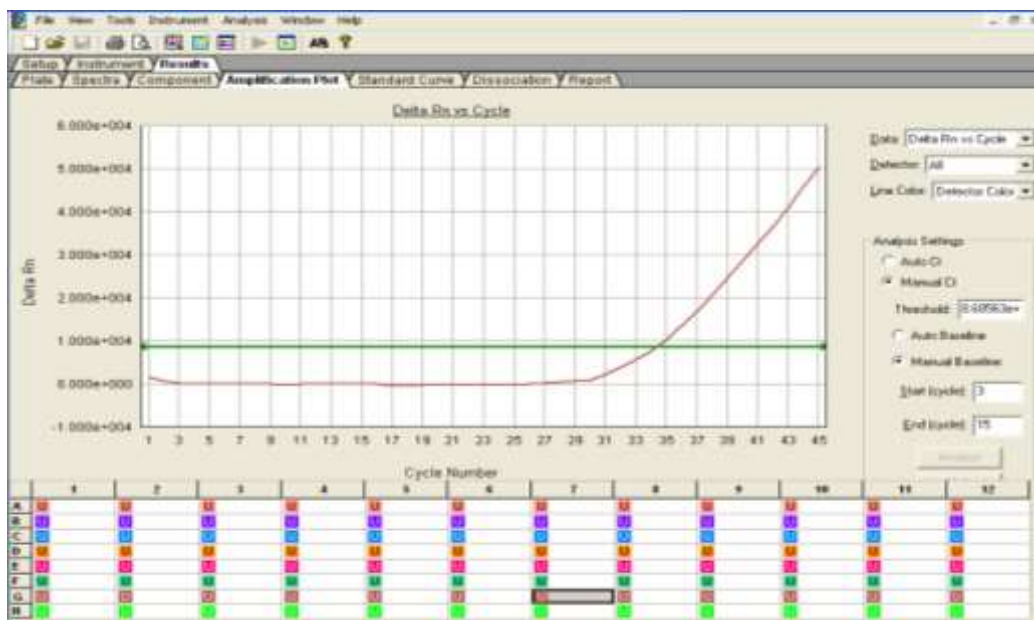 File View Tools Instrument Analysis Window Help
Setup Instrument Results
Plate Spectra Component Amplification Plot Standard Curve Dissociation Report
Delta Rn vs Cycle
6.000e+004
5.000e+004
4.000e+004
3.000e+004
2.000e+004
1.000e+004
0.000e+000
-1.000e+004
Delta Rn
1 3 5 7 9 11 13 15 17 19 21 23 25 27 29 31 33 35 37 39 41 43 45
Cycle Number
Data: Delta Rn vs Cycle
Detector: All
Line Color: Detector Color
Analysis Settings
Auto Ct
Manual Ct
Threshold:
Auto Baseline
Manual Baseline
Start (cycle): 3
End (cycle): 15
1 2 3 4 5 6 7 8 9 10 11 12
A U U U U U U U U U U U U
B U U U U U U U U U U U U
C U U U U U U U U U U U U
D U U U U U U U U U U U U
E U U U U U U U U U U U U
F U U U U U U U U U U U U
G U U U U U U U U U U U U
H